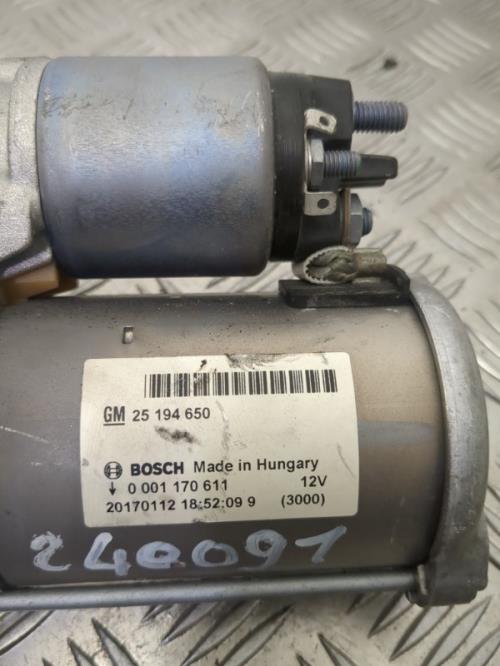 GM 25 194 650
BOSCH Made in Hungary
0 001 170 611 12V
20170112 18:52:09 9 (3000)
240091